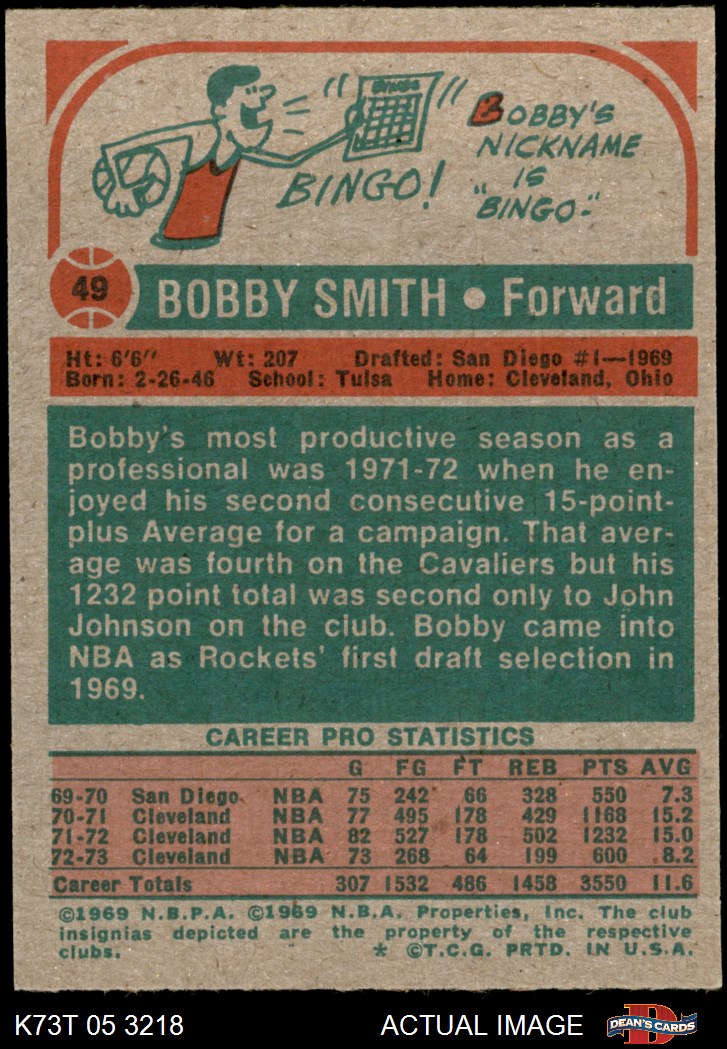 BINGO
BINGO!
BOBBY'S
NICKNAME
IS
"BINGO."
49
BOBBY SMITH • Forward
Ht: 6'6" Wt: 207 Drafted: San Diego #1—1969
Born: 2-26-46 School: Tulsa Home: Cleveland, Ohio
Bobby's most productive season as a
professional was 1971-72 when he en-
joyed his second consecutive 15-point-
plus Average for a campaign. That aver-
age was fourth on the Cavaliers but his
1232 point total was second only to John
Johnson on the club. Bobby came into
NBA as Rockets' first draft selection in
1969.
CAREER PRO STATISTICS
G FG FT REB PTS AVG
69-70 San Diego NBA 75 242 66 328 550 7.3
70-71 Cleveland NBA 77 495 178 429 1168 15.2
71-72 Cleveland NBA 82 527 178 502 1232 15.0
72-73 Cleveland NBA 73 268 64 199 600 8.2
Career Totals 307 1532 486 1458 3550 11.6
©1969 N.B.P.A. ©1969 N.B.A. Properties, Inc. The club
insignias depicted are the property of the respective
clubs. * ©T.C.G. PRTD. IN U.S.A.
K73T 05 3218 ACTUAL IMAGE D DEAN'S CARDS